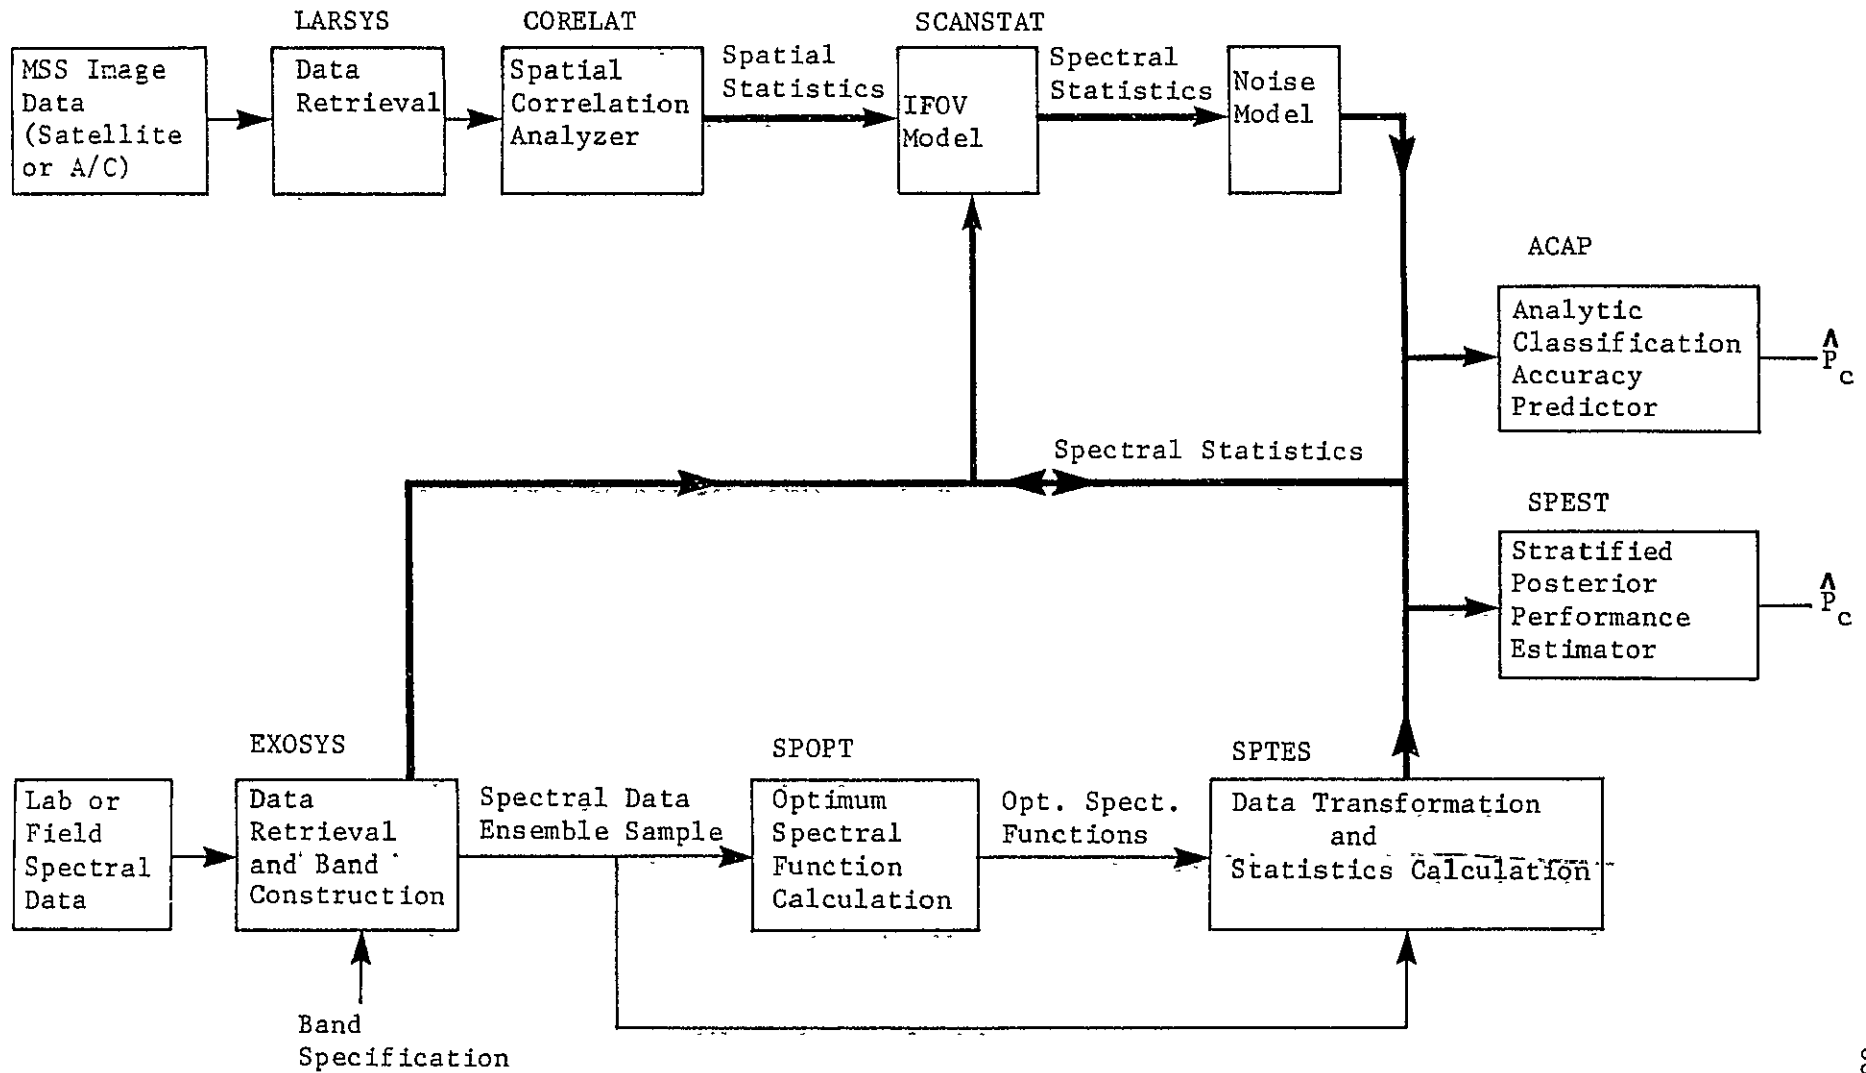 LARSYS
CORELAT
SCANSTAT
MSS Image
Data
(Satellite
or A/C)
Data
Retrieval
Spatial
Correlation
Analyzer
Spatial
Statistics
IFOV
Model
Spectral
Statistics
Noise
Model
ACAP
Analytic
Classification
Accuracy
Predictor
P̂c
Spectral Statistics
SPEST
Stratified
Posterior
Performance
Estimator
P̂c
EXOSYS
SPOPT
SPTES
Lab or
Field
Spectral
Data
Data
Retrieval
and Band
Construction
Spectral Data
Ensemble Sample
Optimum
Spectral
Function
Calculation
Opt. Spect.
Functions
Data Transformation
and
Statistics Calculation
Band
Specification